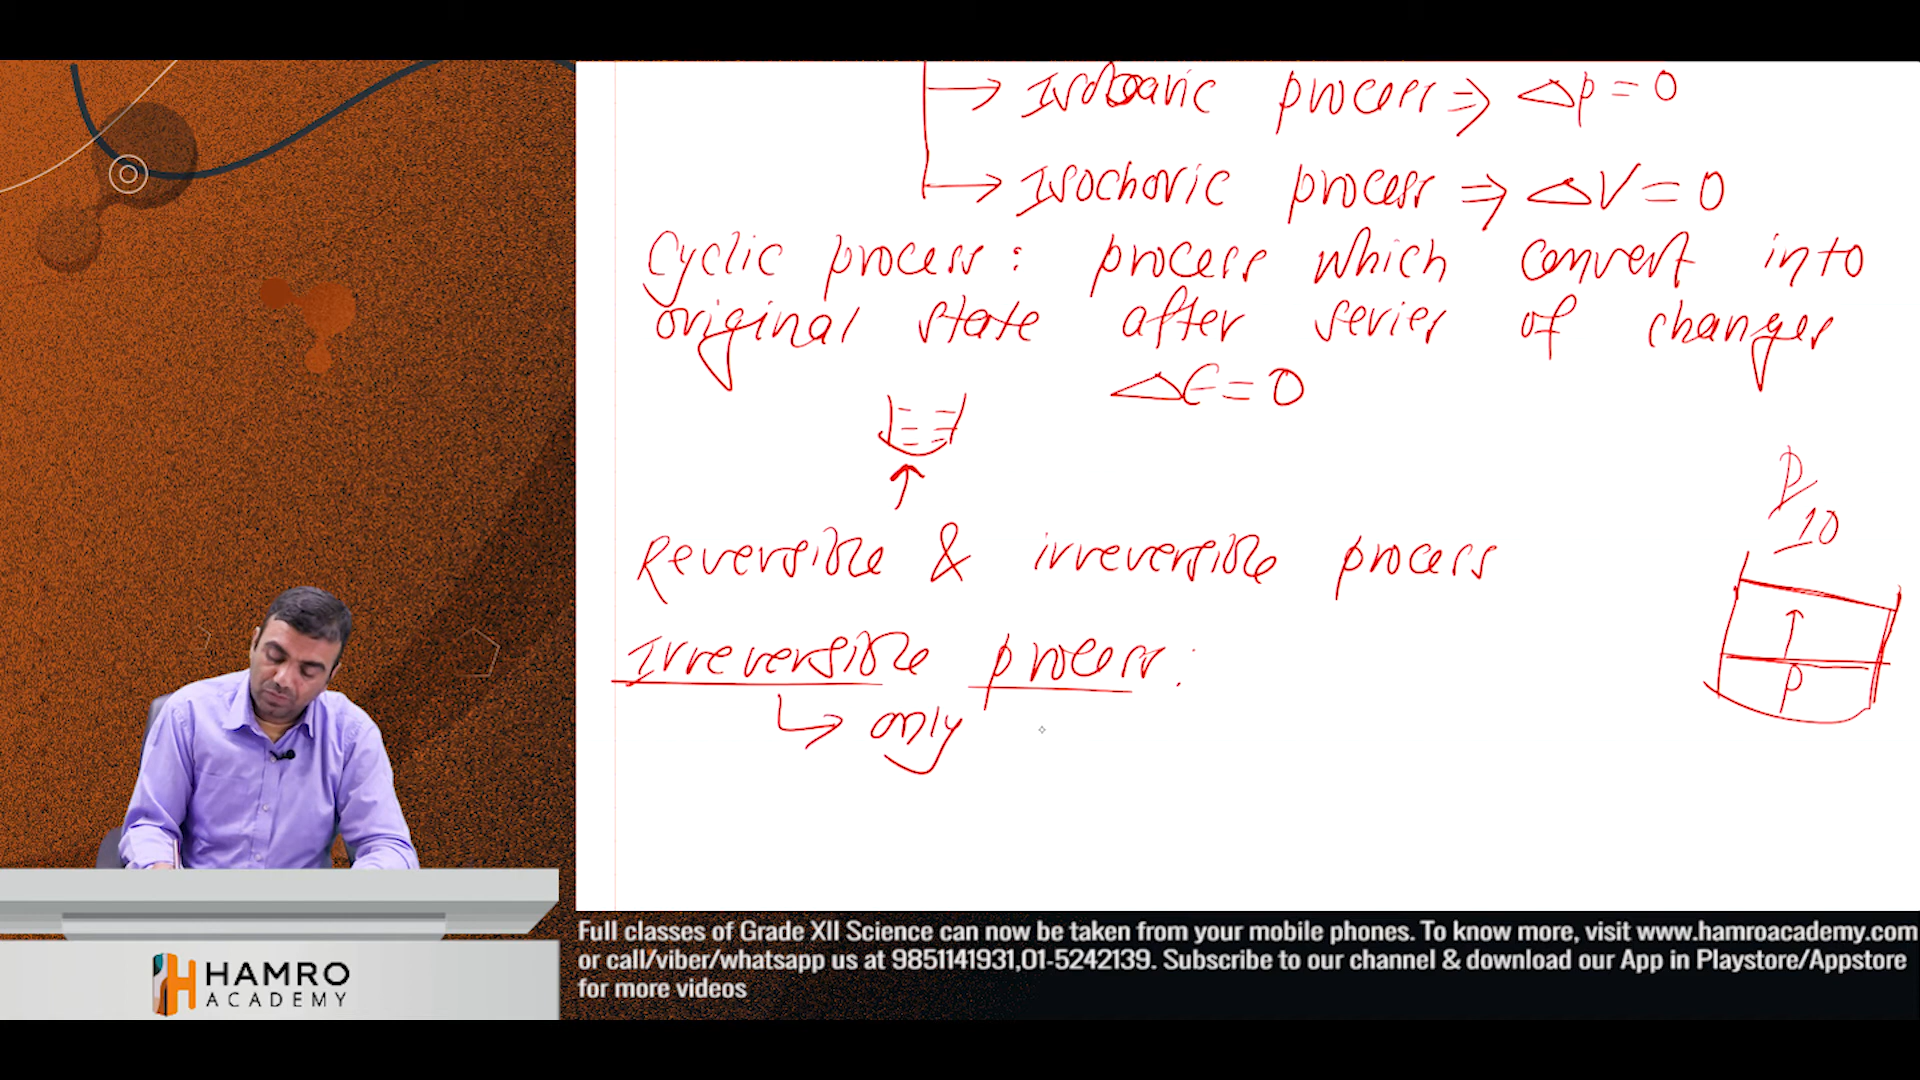 → Isobaric process ⇒ Δp = 0
→ Isochoric process ⇒ ΔV = 0
Cyclic process : process which convert into
original state after series of changes
ΔE = 0
Reversible & irreversible process
P/10
P
Irreversible process :
↳ only
HAMRO
ACADEMY
Full classes of Grade XII Science can now be taken from your mobile phones. To know more, visit www.hamroacademy.com
or call/viber/whatsapp us at 9851141931,01-5242139. Subscribe to our channel & download our App in Playstore/Appstore
for more videos